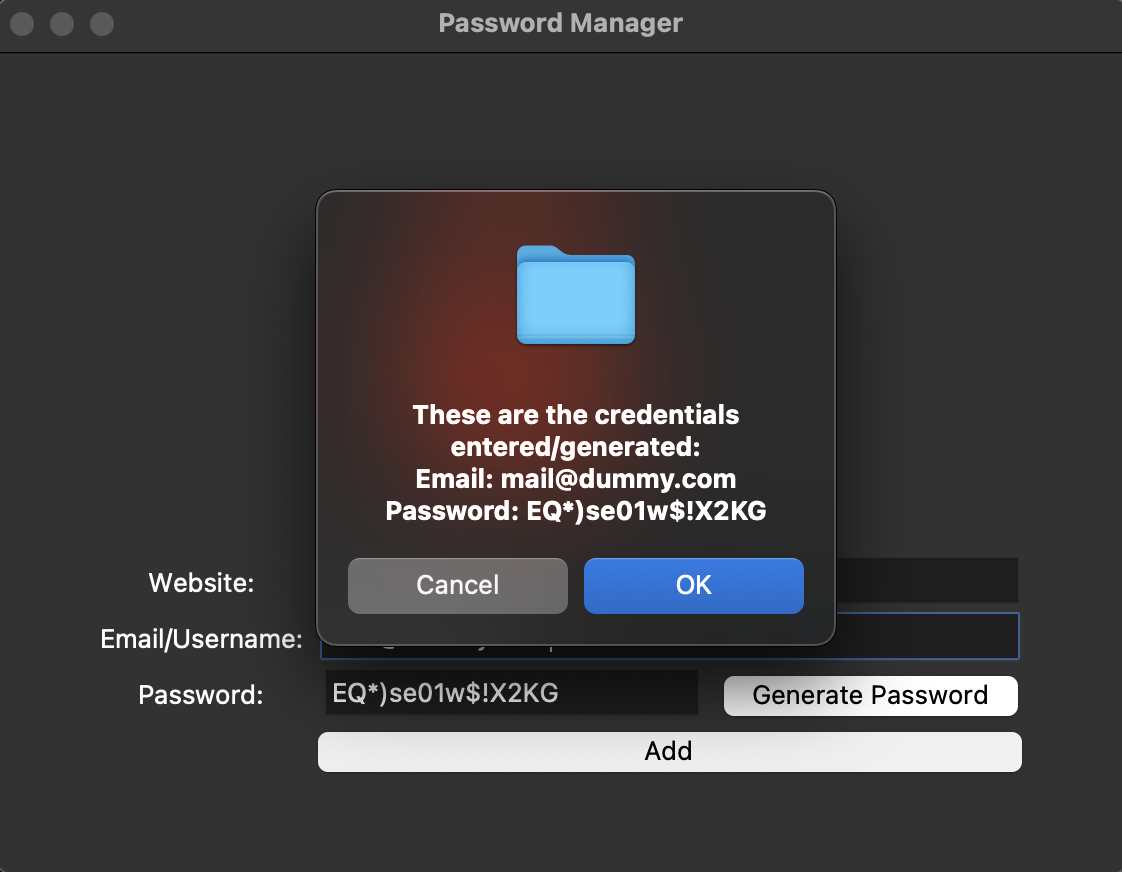 Password Manager
These are the credentials
entered/generated:
Email: mail@dummy.com
Password: EQ*)se01w$!X2KG
Cancel
OK
Website:
Email/Username:
Password:
EQ*)se01w$!X2KG
Generate Password
Add